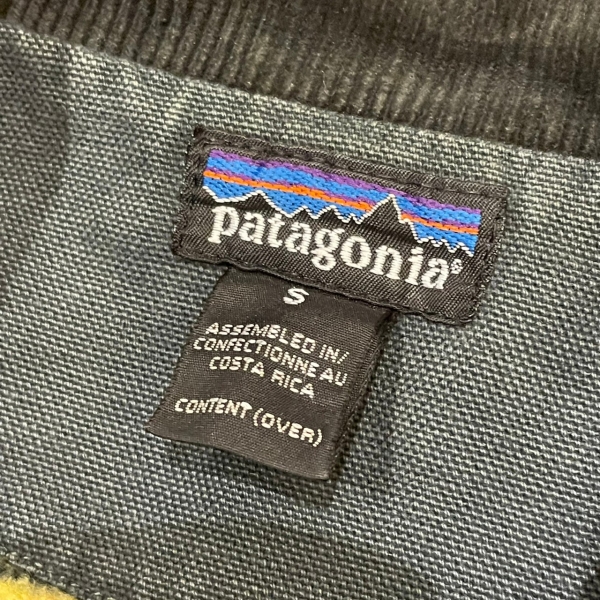 patagonia®
S
ASSEMBLED IN/
CONFECTIONNE AU
COSTA RICA
CONTENT (OVER)